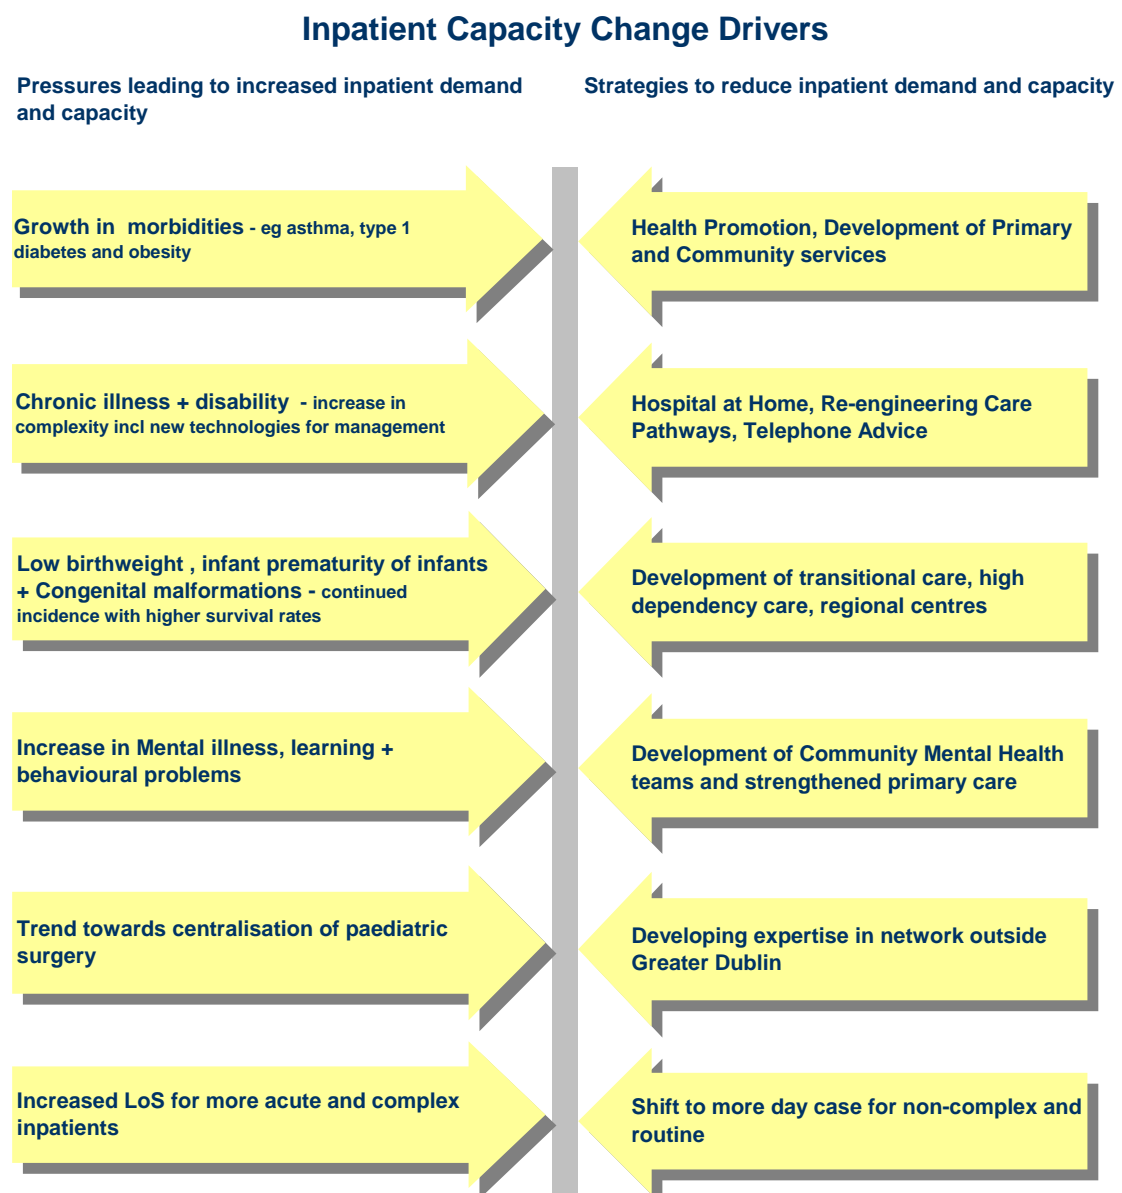 Inpatient Capacity Change Drivers
Pressures leading to increased inpatient demand
and capacity
Strategies to reduce inpatient demand and capacity
Growth in  morbidities - eg asthma, type 1
diabetes and obesity
Health Promotion, Development of Primary
and Community services
Chronic illness + disability  - increase in
complexity incl new technologies for management
Hospital at Home, Re-engineering Care
Pathways, Telephone Advice
Low birthweight , infant prematurity of infants
+ Congenital malformations - continued
incidence with higher survival rates
Development of transitional care, high
dependency care, regional centres
Increase in Mental illness, learning +
behavioural problems
Development of Community Mental Health
teams and strengthened primary care
Trend towards centralisation of paediatric
surgery
Developing expertise in network outside
Greater Dublin
Increased LoS for more acute and complex
inpatients
Shift to more day case for non-complex and
routine